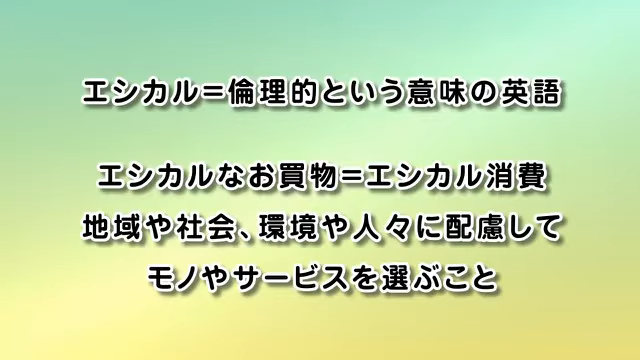 エシカル＝倫理的という意味の英語
エシカルなお買物＝エシカル消費
地域や社会、環境や人々に配慮して
モノやサービスを選ぶこと